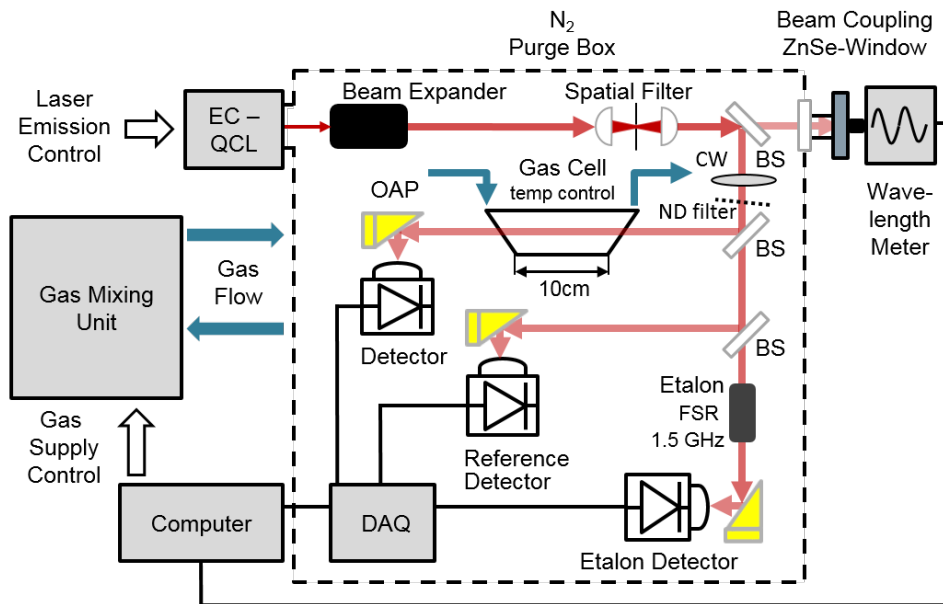 N2
Purge Box
Beam Coupling
ZnSe-Window
Laser
Emission
Control
EC –
QCL
Beam Expander
Spatial Filter
BS
CW
Wave-
length
Meter
OAP
Gas Cell
temp control
ND filter
BS
10cm
Gas Mixing
Unit
Gas
Flow
Detector
BS
Etalon
FSR
1.5 GHz
Gas
Supply
Control
Reference
Detector
Computer
DAQ
Etalon Detector